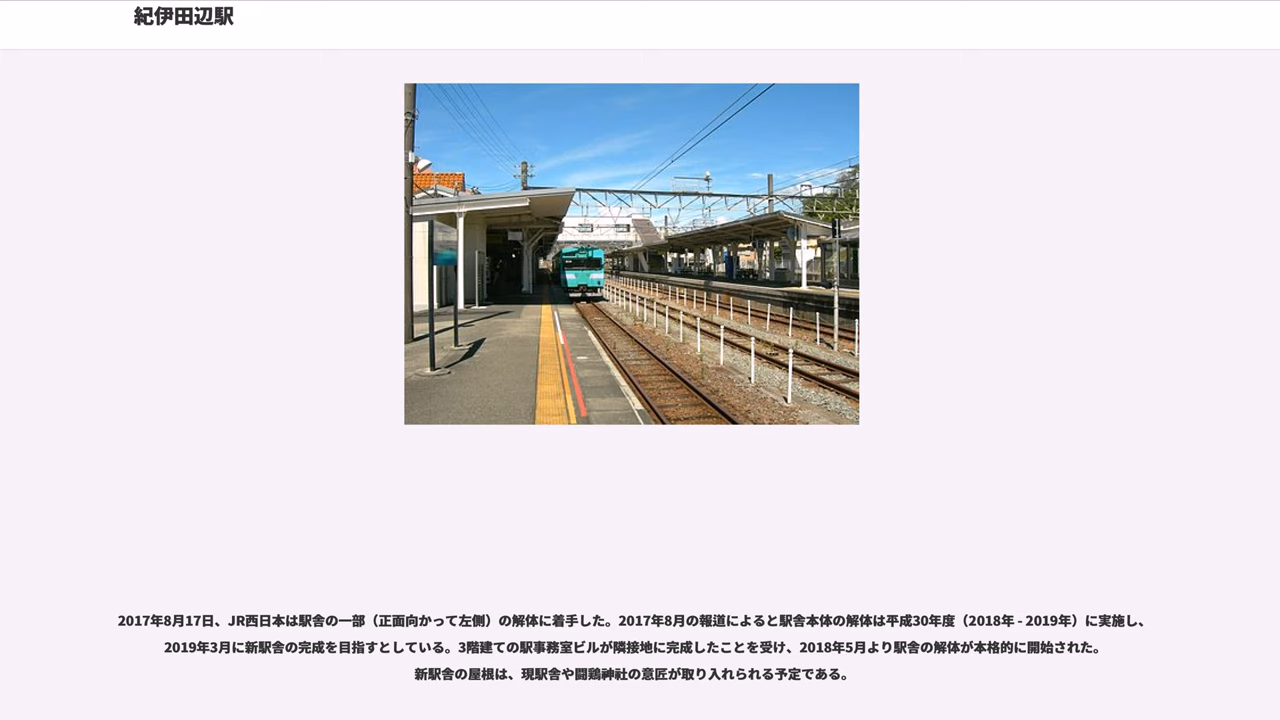 紀伊田辺駅
2017年8月17日、JR西日本は駅舎の一部（正面向かって左側）の解体に着手した。2017年8月の報道によると駅舎本体の解体は平成30年度（2018年 - 2019年）に実施し、
2019年3月に新駅舎の完成を目指すとしている。3階建ての駅事務室ビルが隣接地に完成したことを受け、2018年5月より駅舎の解体が本格的に開始された。
新駅舎の屋根は、現駅舎や闘鶏神社の意匠が取り入れられる予定である。